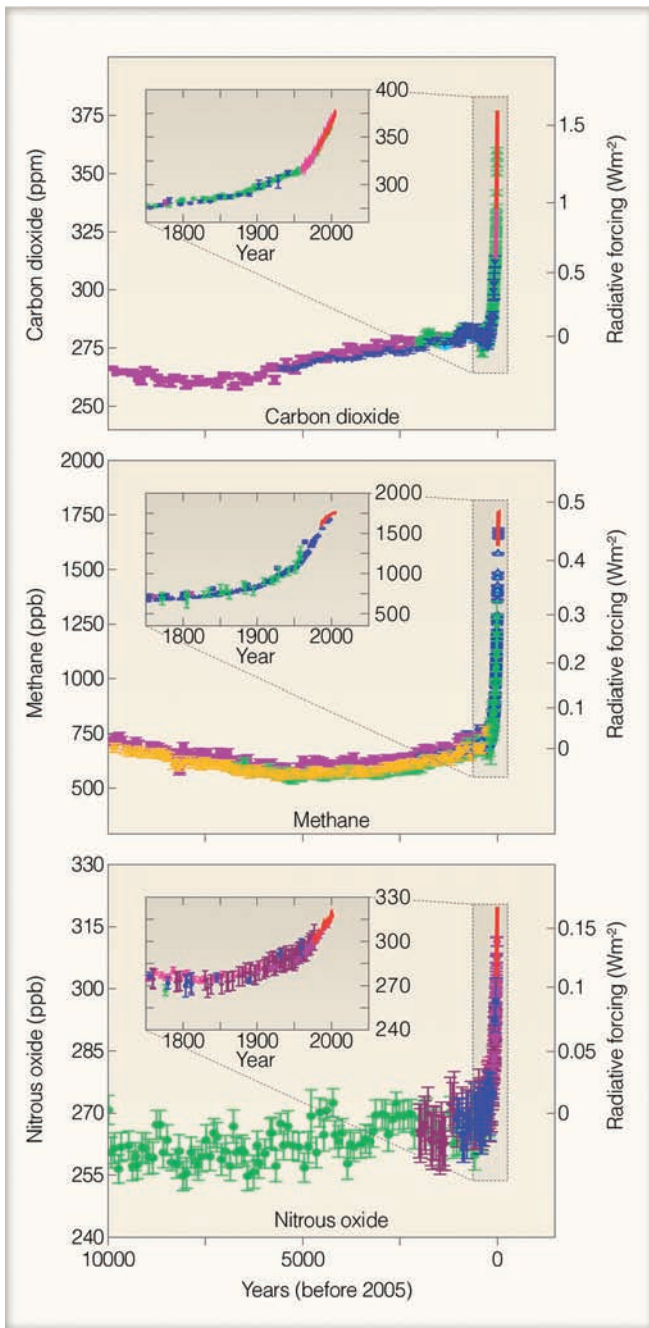 375
350
325
300
275
250
Carbon dioxide (ppm)
400
350
300
1800 1900 2000
Year
1.5
1
0.5
0
Radiative forcing (Wm-2)
Carbon dioxide
2000
1750
1500
1250
1000
750
500
Methane (ppb)
2000
1500
1000
500
1800 1900 2000
Year
0.5
0.4
0.3
0.2
0.1
0
Radiative forcing (Wm-2)
Methane
330
315
300
285
270
255
240
Nitrous oxide (ppb)
330
300
270
240
1800 1900 2000
Year
0.15
0.1
0.05
0
Radiative forcing (Wm-2)
Nitrous oxide
10000 5000 0
Years (before 2005)